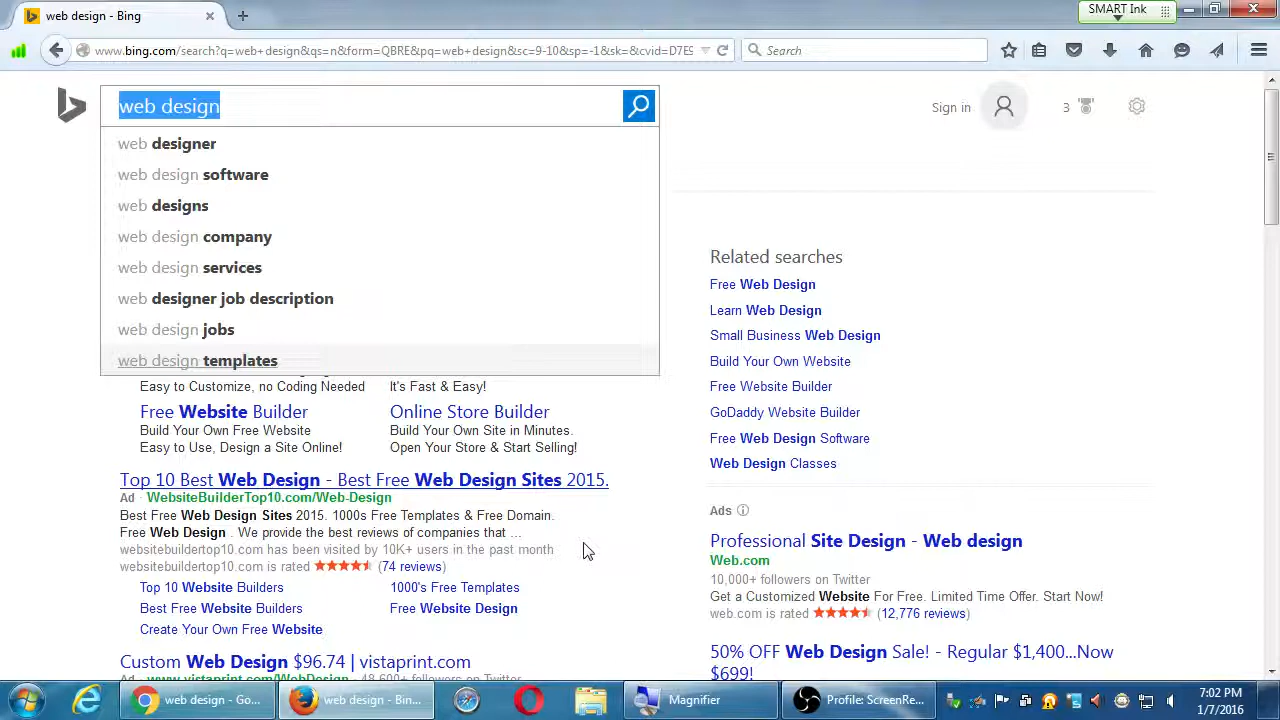 web design - Bing
SMART Ink
www.bing.com/search?q=web+design&qs=n&form=QBRE&pq=web+design&sc=9-10&sp=-1&sk=&cvid=D7E9
Search
web design
Sign in
3
web designer
web design software
web designs
web design company
web design services
web designer job description
web design jobs
web design templates
Easy to Customize, no Coding Needed
It's Fast & Easy!
Free Website Builder
Online Store Builder
Build Your Own Free Website
Build Your Own Site in Minutes.
Easy to Use, Design a Site Online!
Open Your Store & Start Selling!
Top 10 Best Web Design - Best Free Web Design Sites 2015.
Ad · WebsiteBuilderTop10.com/Web-Design
Best Free Web Design Sites 2015. 1000s Free Templates & Free Domain.
Free Web Design . We provide the best reviews of companies that ...
websitebuildertop10.com has been visited by 10K+ users in the past month
websitebuildertop10.com is rated (74 reviews)
Top 10 Website Builders
1000's Free Templates
Best Free Website Builders
Free Website Design
Create Your Own Free Website
Custom Web Design $96.74 | vistaprint.com
Ad · www.vistaprint.com/WebDesign · 48,600+ followers on Twitter
Related searches
Free Web Design
Learn Web Design
Small Business Web Design
Build Your Own Website
Free Website Builder
GoDaddy Website Builder
Free Web Design Software
Web Design Classes
Ads
Professional Site Design - Web design
Web.com
10,000+ followers on Twitter
Get a Customized Website For Free. Limited Time Offer. Start Now!
web.com is rated (12,776 reviews)
50% OFF Web Design Sale! - Regular $1,400...Now
$699!
web design - Go...
web design - Bin...
Magnifier
Profile: ScreenRe...
7:02 PM
1/7/2016